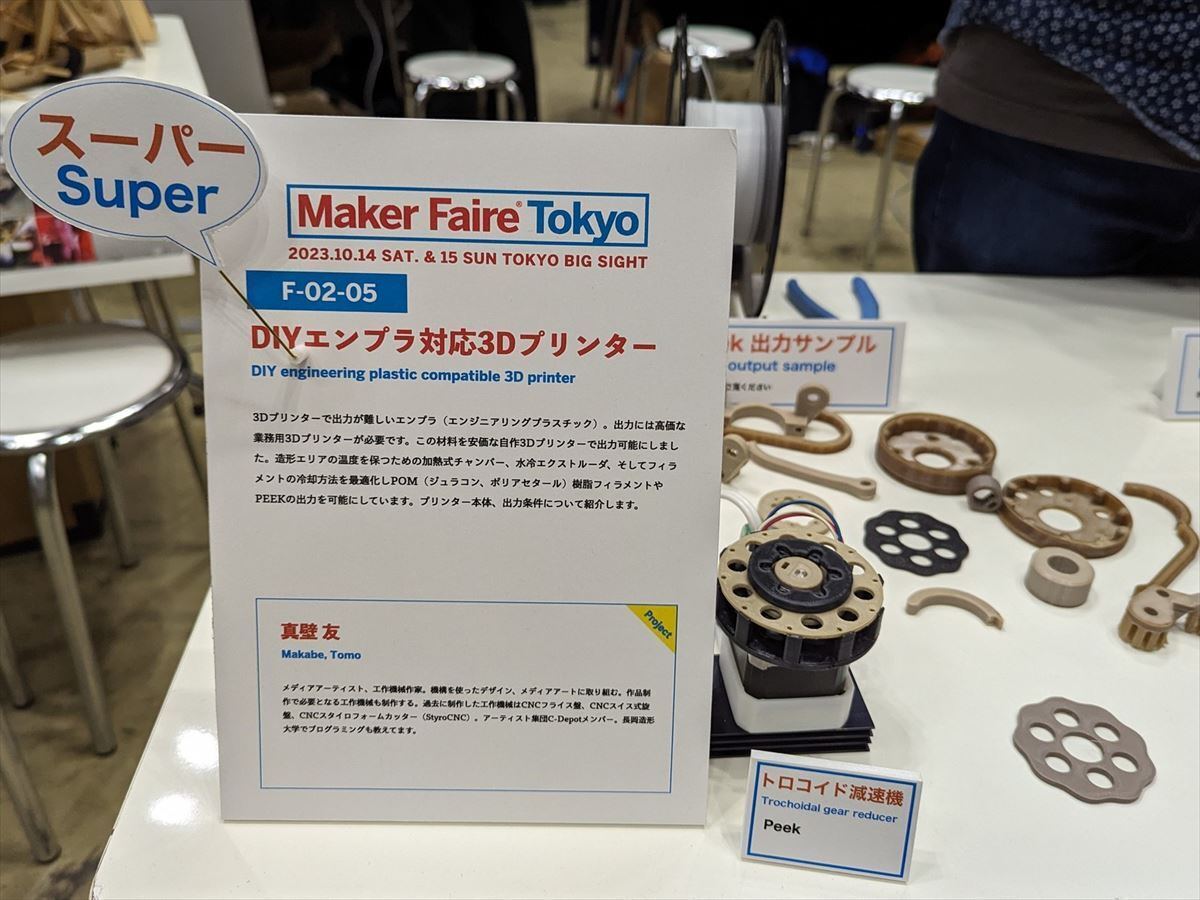 スーパー
Super
Maker Faire® Tokyo
2023.10.14 SAT. & 15 SUN TOKYO BIG SIGHT
F-02-05
DIYエンプラ対応3Dプリンター
DIY engineering plastic compatible 3D printer
3Dプリンターで出力が難しいエンプラ（エンジニアリングプラスチック）。出力には高価な
業務用3Dプリンターが必要です。この材料を安価な自作3Dプリンターで出力可能にしまし
た。造形エリアの温度を保つための加熱式チャンバー、水冷エクストルーダ、そしてフィラ
メントの冷却方法を最適化しPOM（ジュラコン、ポリアセタール）樹脂フィラメントや
PEEKの出力を可能にしています。プリンター本体、出力条件について紹介します。
Project
真壁 友
Makabe, Tomo
メディアアーティスト、工作機械作家。機構を使ったデザイン、メディアアートに取り組む。作品制
作で必要となる工作機械も制作する。過去に制作した工作機械はCNCフライス盤、CNCスイス式旋
盤、CNCスタイロフォームカッター（StyroCNC）。アーティスト集団C-Depotメンバー。長岡造形
大学でプログラミングも教えてます。
k 出力サンプル
output sample
ご覧ください
トロコイド減速機
Trochoidal gear reducer
Peek